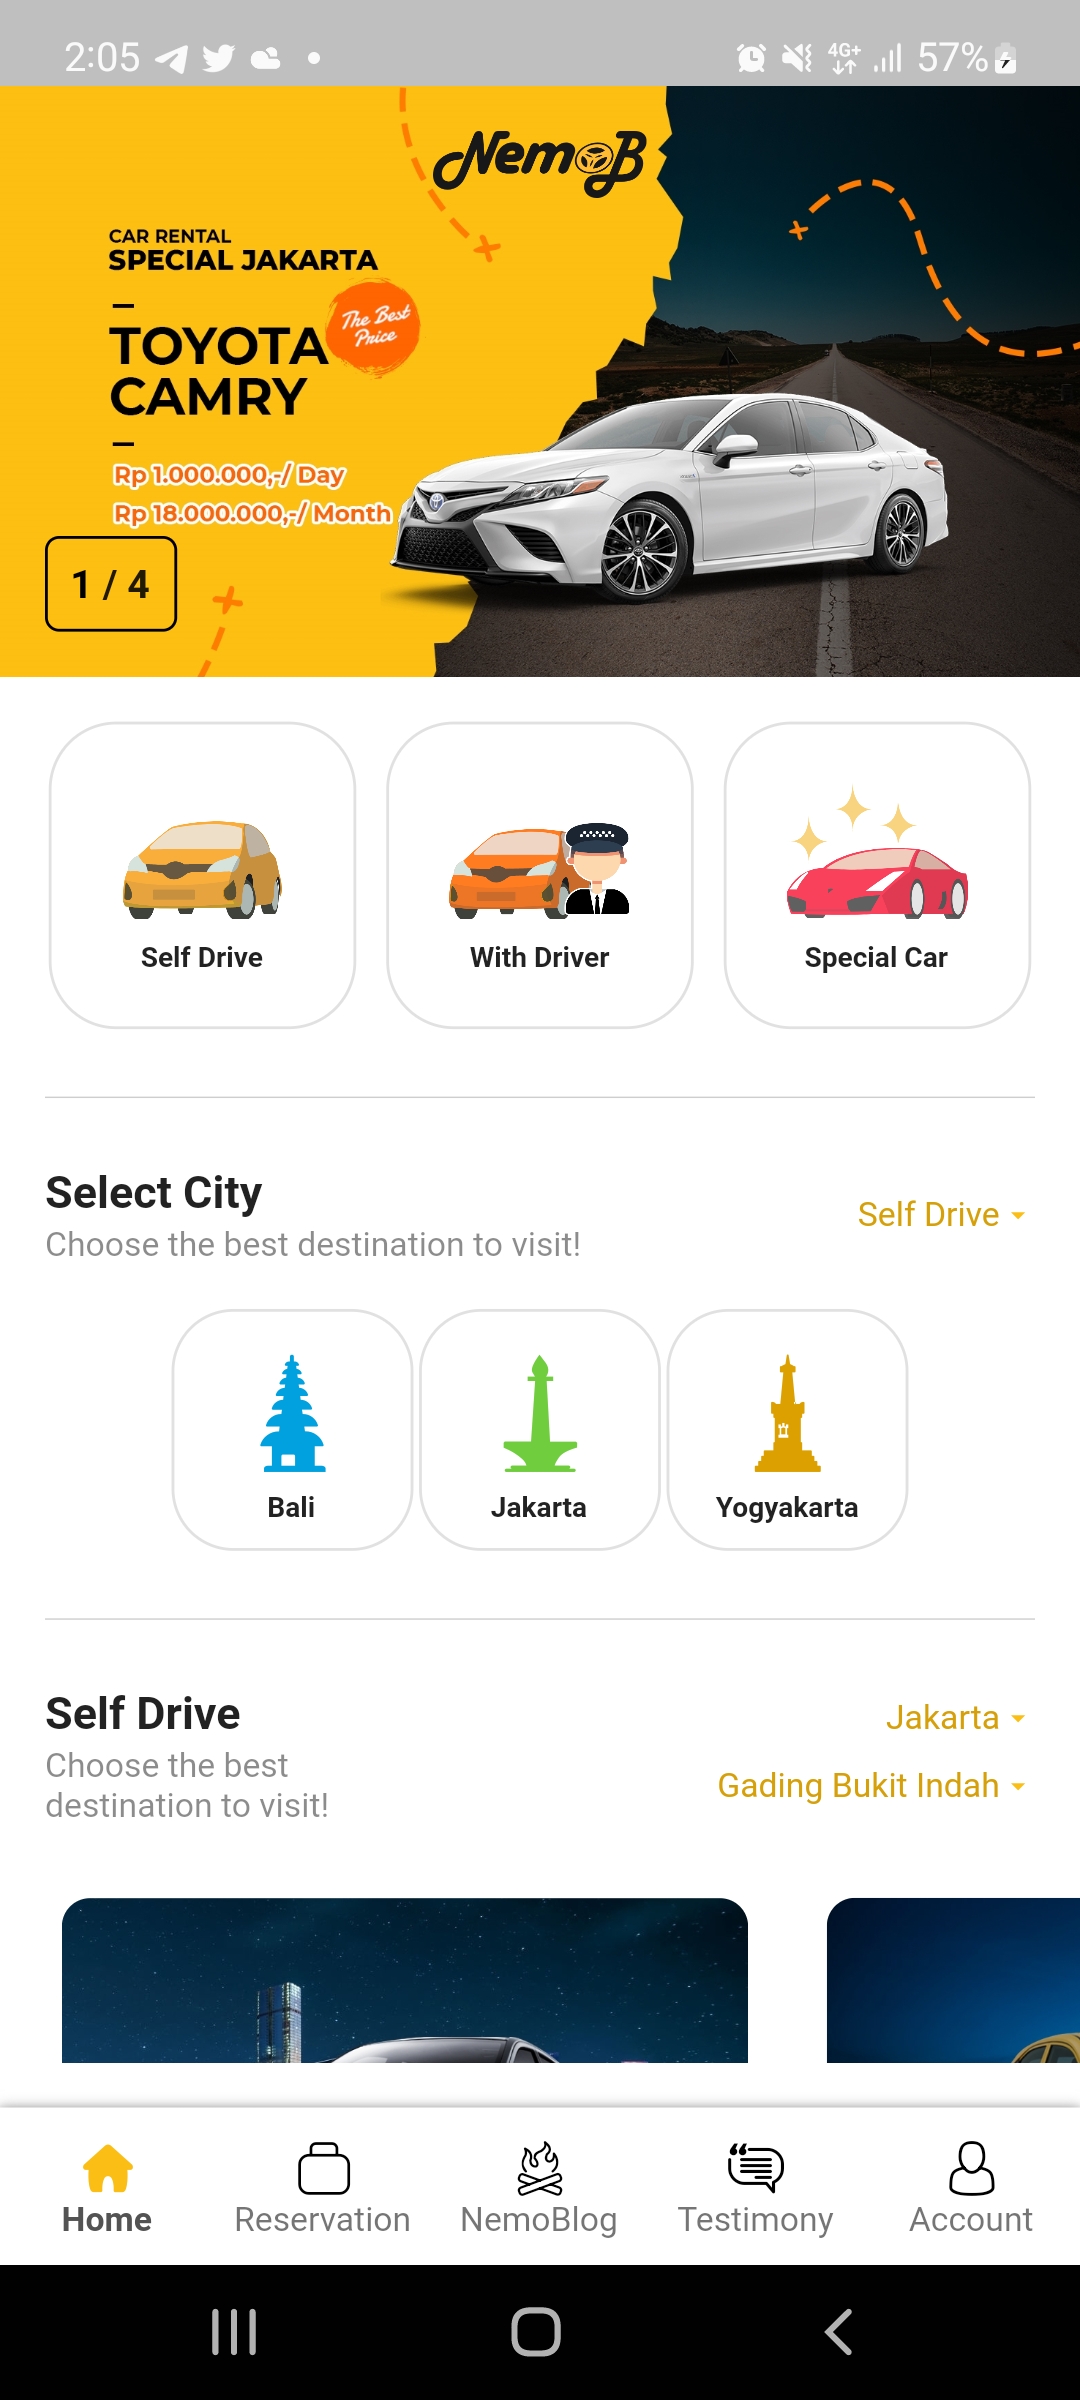 2:05
4G+
57%
NemoB
CAR RENTAL
SPECIAL JAKARTA
The Best
Price
TOYOTA
CAMRY
Rp 1.000.000,-/ Day
Rp 18.000.000,-/ Month
1 / 4
Self Drive
With Driver
Special Car
Select City
Choose the best destination to visit!
Self Drive
Bali
Jakarta
Yogyakarta
Self Drive
Choose the best
destination to visit!
Jakarta
Gading Bukit Indah
Home
Reservation
NemoBlog
Testimony
Account